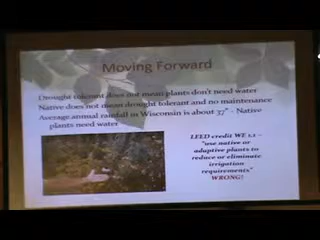 Moving Forward
Drought tolerant does not mean plants don't need water
Native does not mean drought tolerant and no maintenance
Average annual rainfall in Wisconsin is about 37" - Native
plants need water
LEED credit WE 1.2 -
"use native or
adaptive plants to
reduce or eliminate
irrigation
requirements"
WRONG!